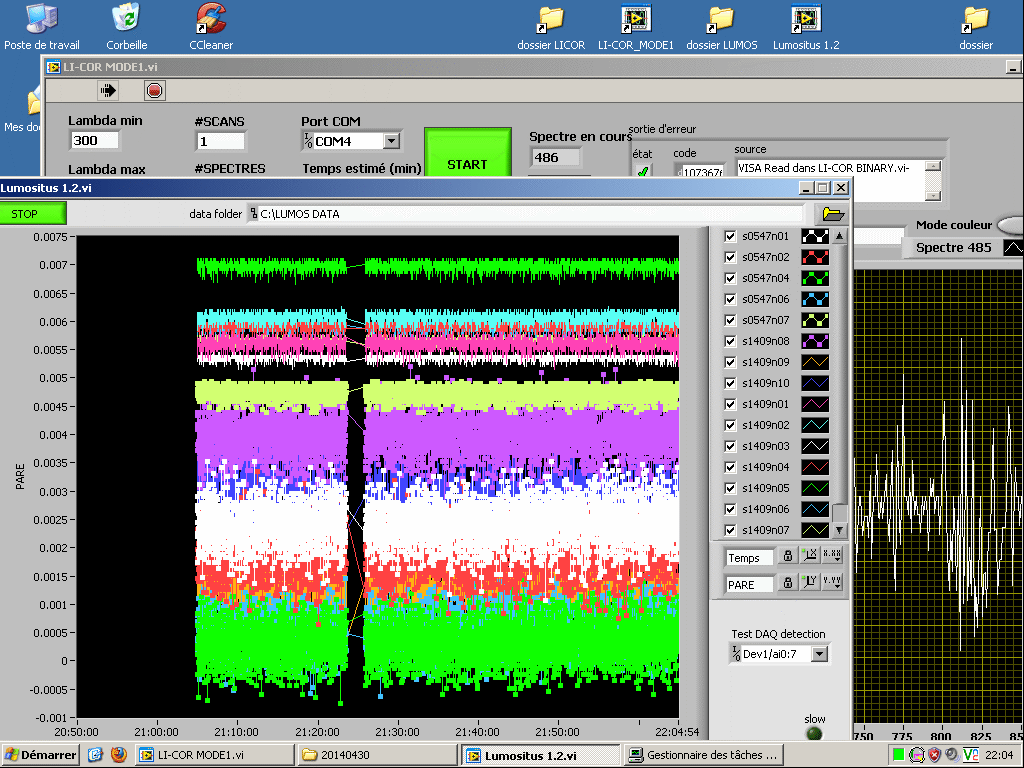 Poste de travail
Corbeille
CCleaner
dossier LICOR
LI-COR_MODE1
dossier LUMOS
Lumositus 1.2
dossier
Mes do
LI-COR MODE1.vi
Lambda min
#SCANS
Port COM
300
1
COM4
START
Spectre en cours
486
sortie d'erreur
état
code
source
VISA Read dans LI-COR BINARY.vi-
Lambda max
#SPECTRES
Temps estimé (min)
Mode couleur
Spectre 485
Lumositus 1.2.vi
STOP
data folder
C:\LUMOS DATA
0.0075
0.007
0.0065
0.006
0.0055
0.005
0.0045
0.004
0.0035
0.003
0.0025
0.002
0.0015
0.001
0.0005
0
-0.0005
-0.001
PARE
20:50:00
21:00:00
21:10:00
21:20:00
21:30:00
21:40:00
21:50:00
22:04:54
s0547n01
s0547n02
s0547n04
s0547n06
s0547n07
s1409n08
s1409n09
s1409n10
s1409n01
s1409n02
s1409n03
s1409n04
s1409n05
s1409n06
s1409n07
Temps
X.XX
PARE
Y.YY
Test DAQ detection
Dev1/ai0:7
slow
750
775
800
825
85
Démarrer
LI-COR MODE1.vi
20140430
Lumositus 1.2.vi
Gestionnaire des tâches ...
22:04